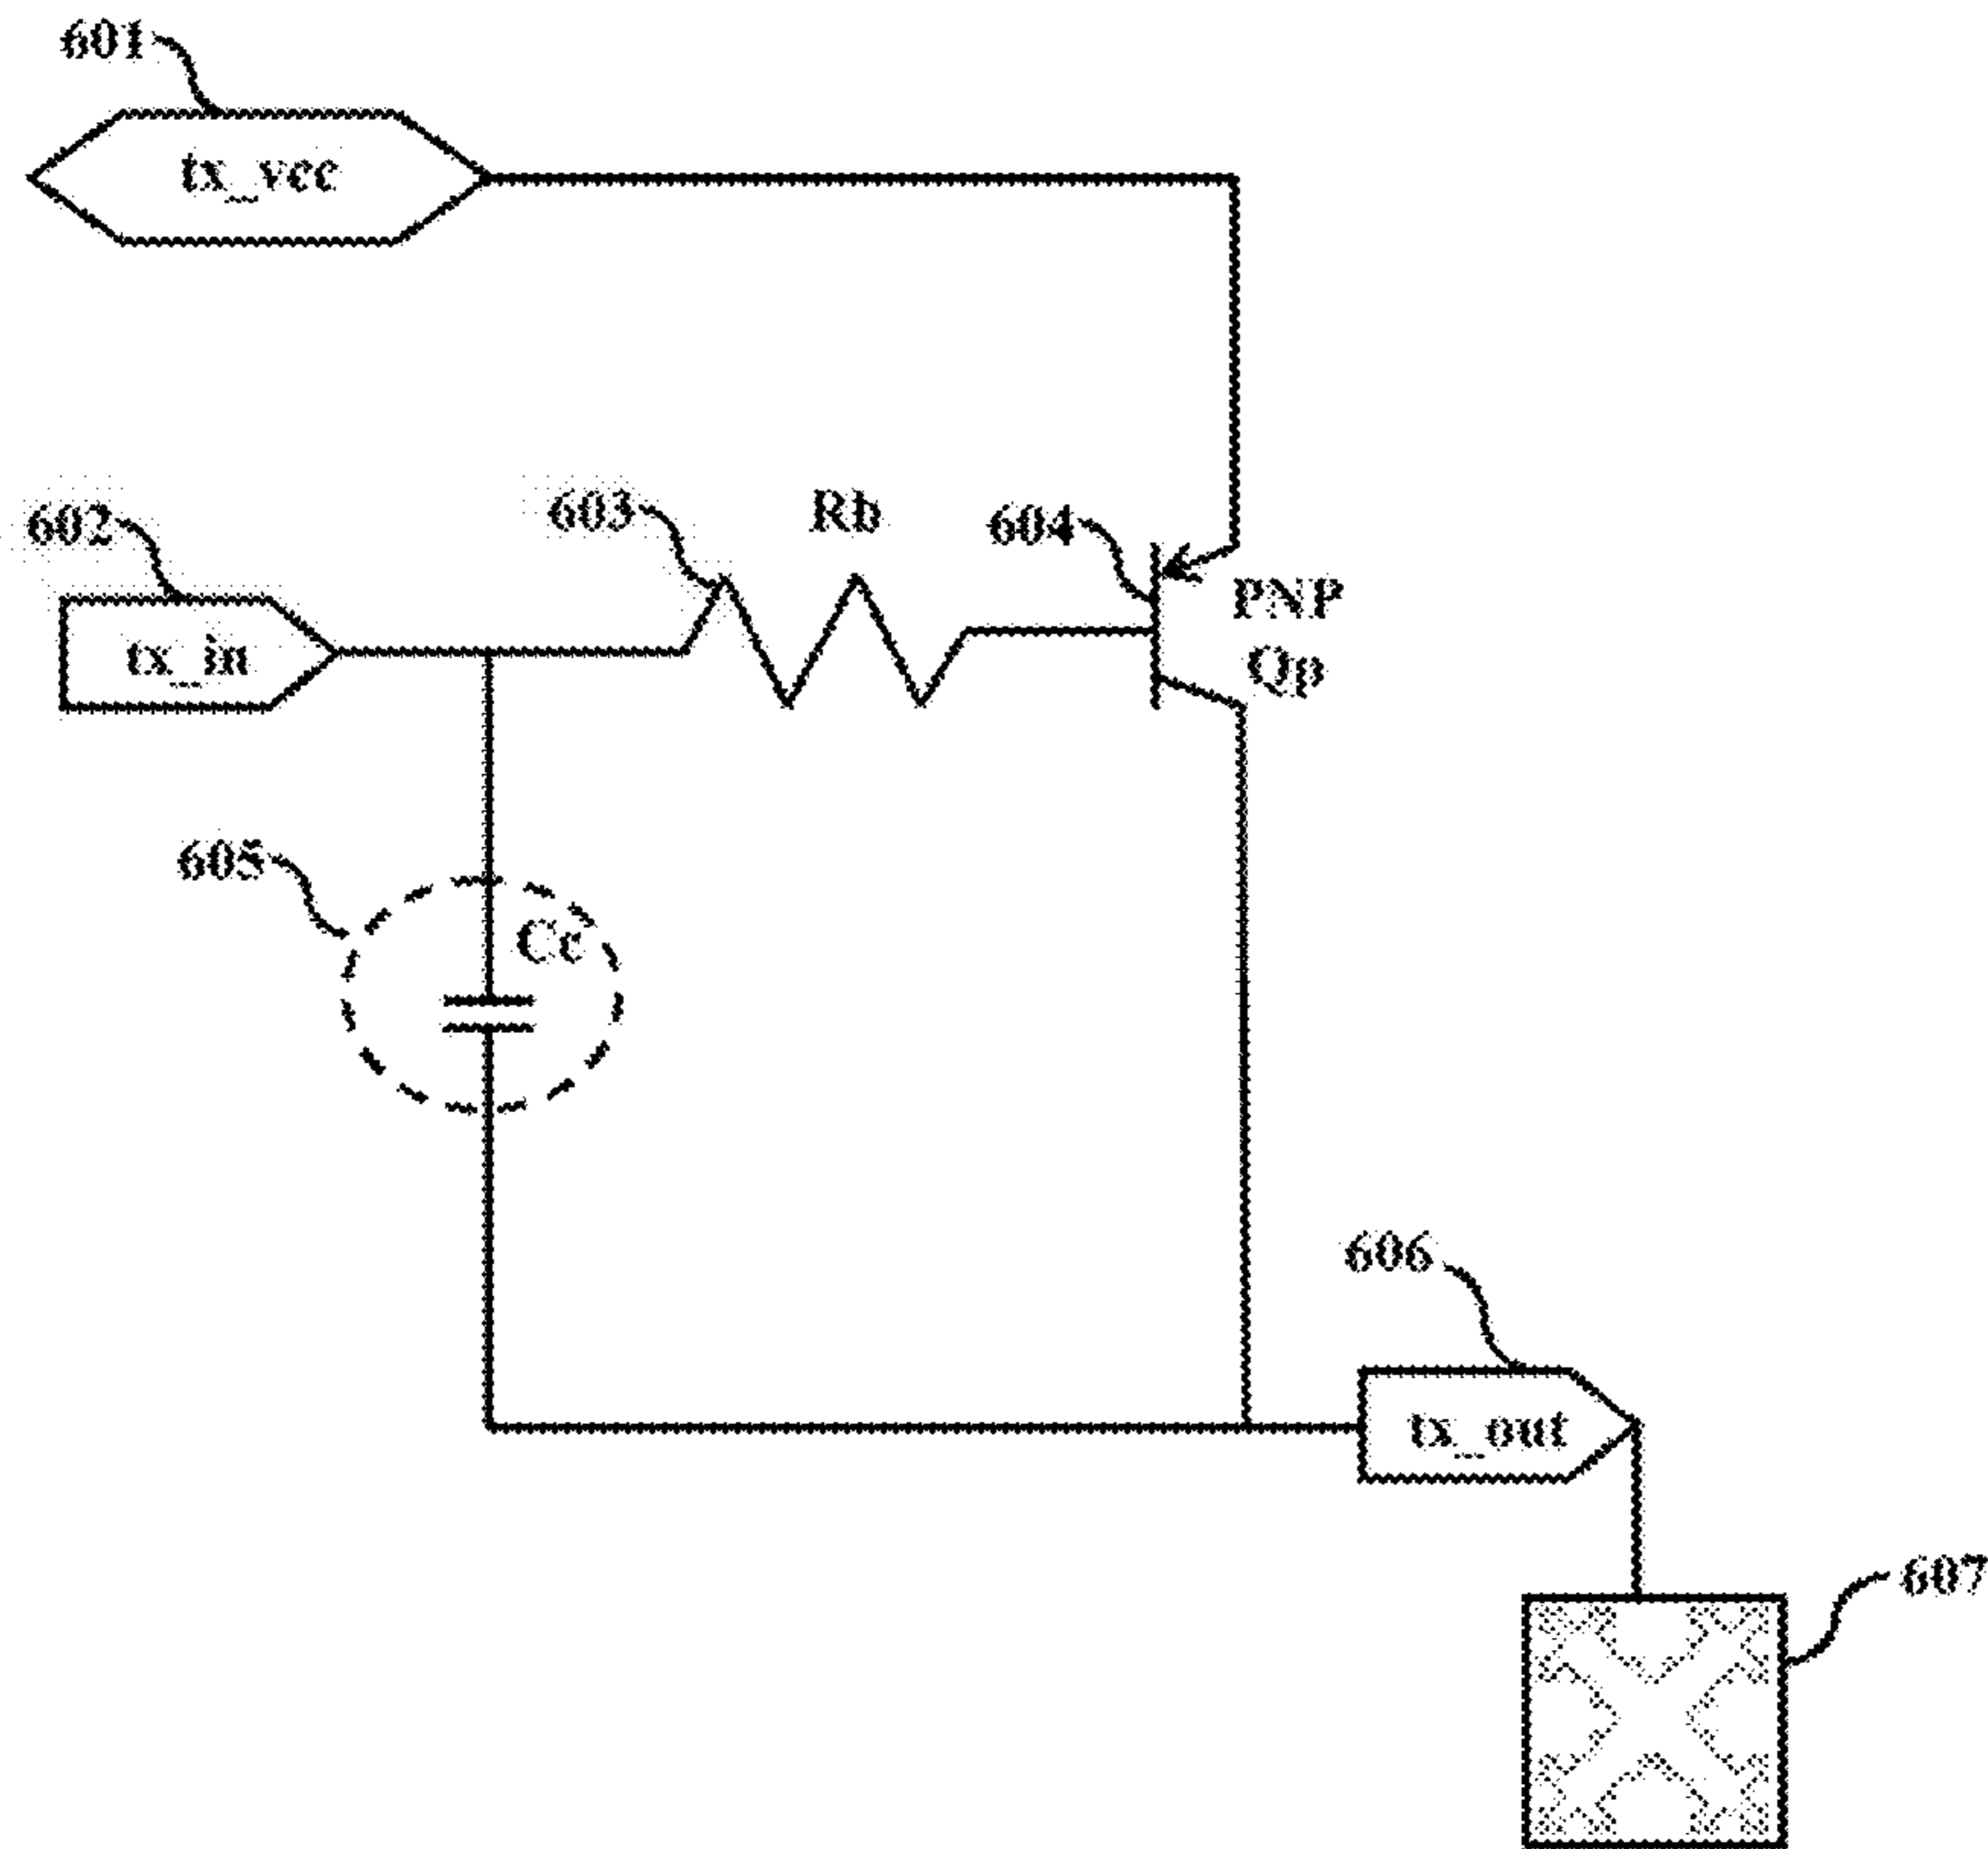 601
tx_vcc
602
603
Rb
604
tx_in
PNP
Qp
605
Cc
606
tx_out
607